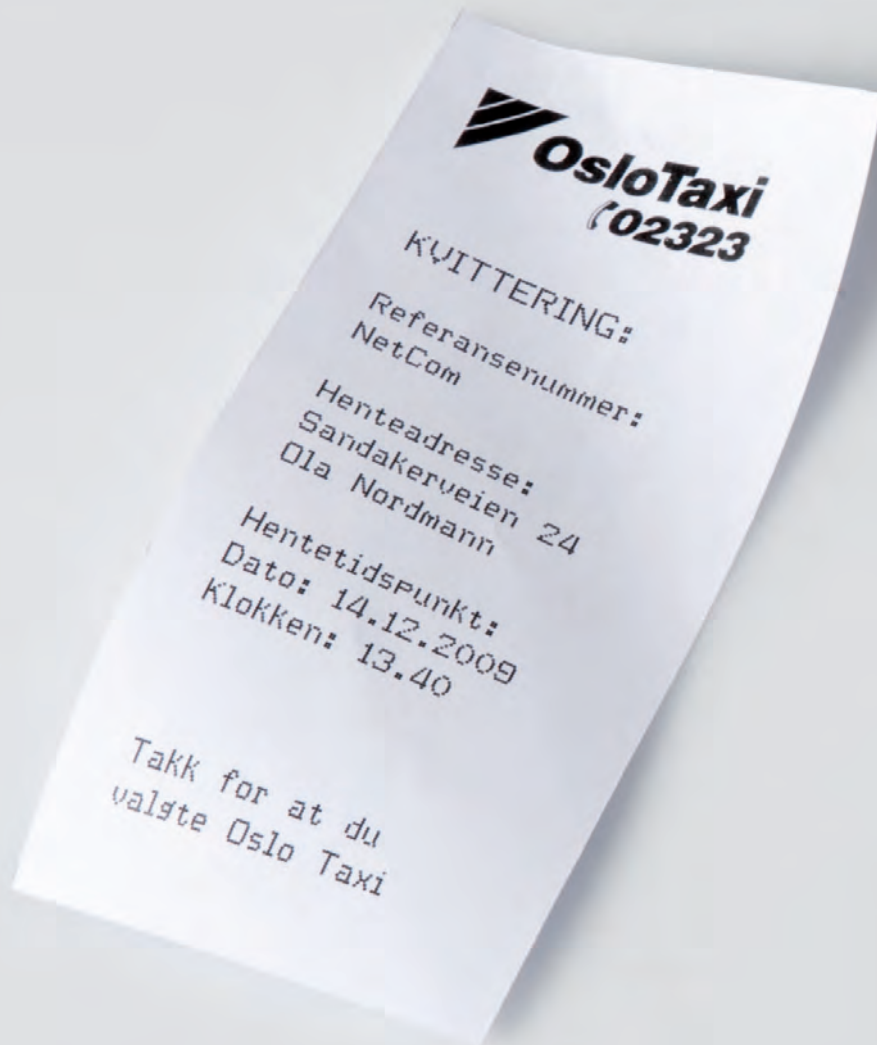 OsloTaxi
02323
KVITTERING:
Referansenummer:
NetCom
Henteadresse:
Sandakerveien 24
Ola Nordmann
Hentetidspunkt:
Dato: 14.12.2009
Klokken: 13.40
Takk for at du
valgte Oslo Taxi